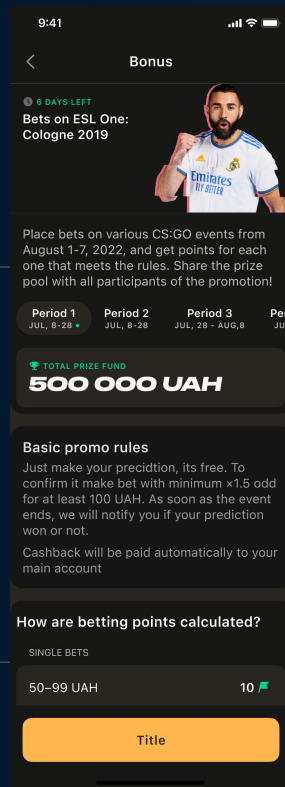 9:41
Bonus
6 DAYS LEFT
Bets on ESL One:
Cologne 2019
Emirates
FLY BETTER
Place bets on various CS:GO events from
August 1-7, 2022, and get points for each
one that meets the rules. Share the prize
pool with all participants of the promotion!
Period 1 Period 2 Period 3 Pe
JUL, 8-28 JUL, 8-28 JUL, 28 - AUG,8 JU
TOTAL PRIZE FUND
500 000 UAH
Basic promo rules
Just make your precidtion, its free. To
confirm it make bet with minimum ×1.5 odd
for at least 100 UAH. As soon as the event
ends, we will notify you if your prediction
won or not.
Cashback will be paid automatically to your
main account
How are betting points calculated?
SINGLE BETS
50–99 UAH 10
Title